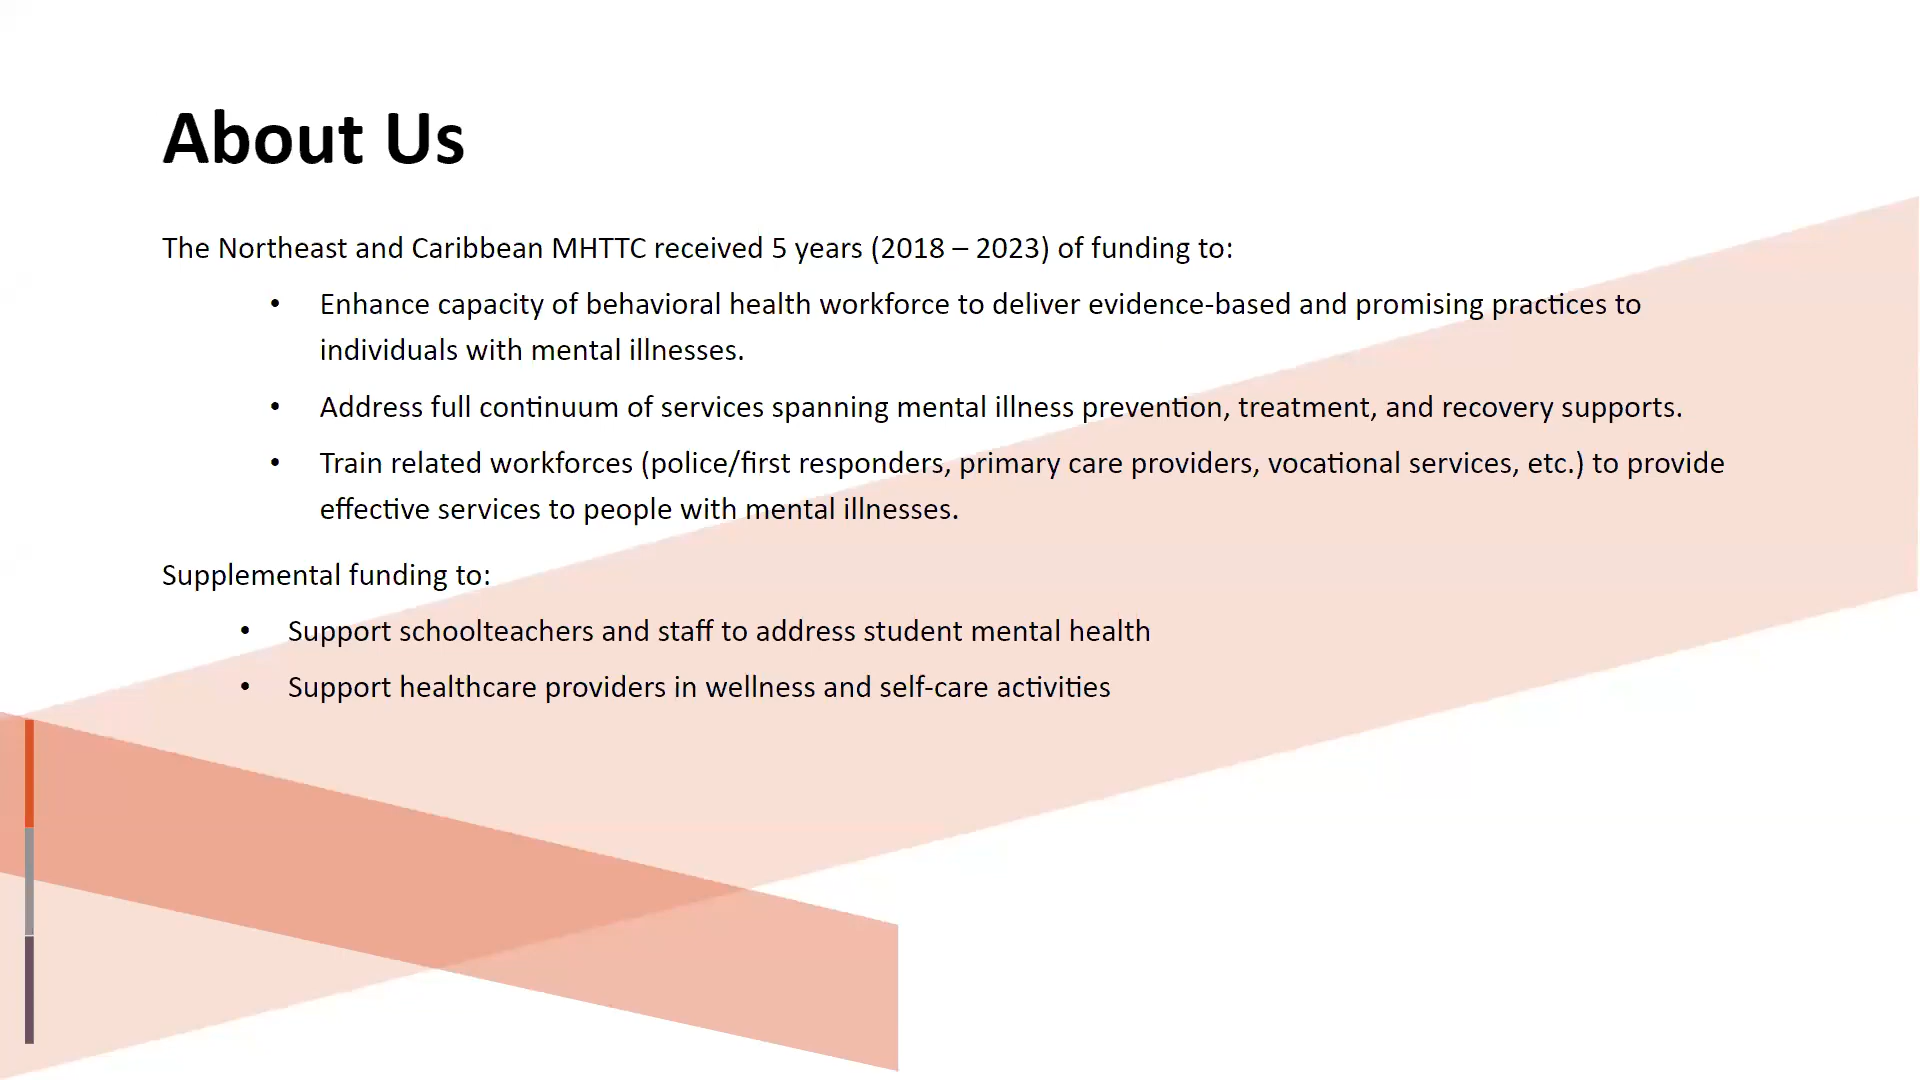 About Us
The Northeast and Caribbean MHTTC received 5 years (2018 – 2023) of funding to:
• Enhance capacity of behavioral health workforce to deliver evidence-based and promising practices to
individuals with mental illnesses.
• Address full continuum of services spanning mental illness prevention, treatment, and recovery supports.
• Train related workforces (police/first responders, primary care providers, vocational services, etc.) to provide
effective services to people with mental illnesses.
Supplemental funding to:
• Support schoolteachers and staff to address student mental health
• Support healthcare providers in wellness and self-care activities